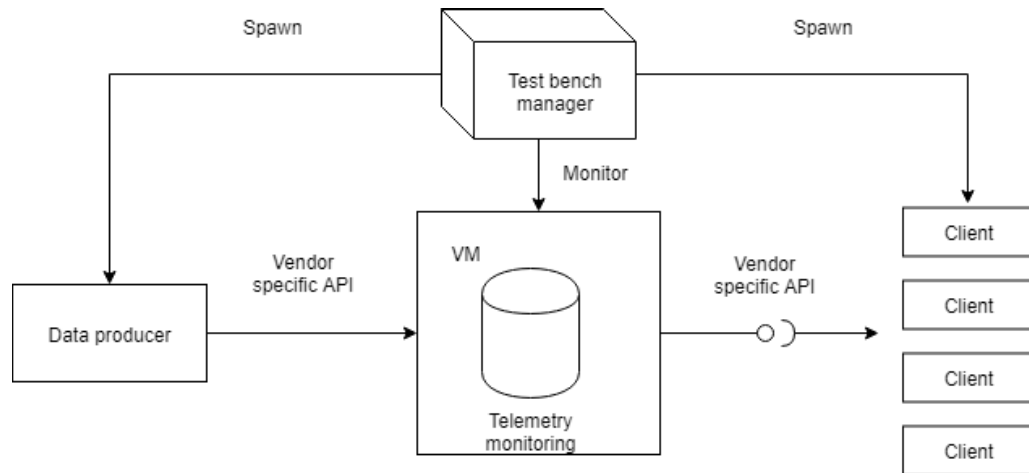 Spawn
Spawn
Test bench
manager
Monitor
Client
VM
Vendor
specific API
Vendor
specific API
Client
Data producer
Client
Telemetry
monitoring
Client